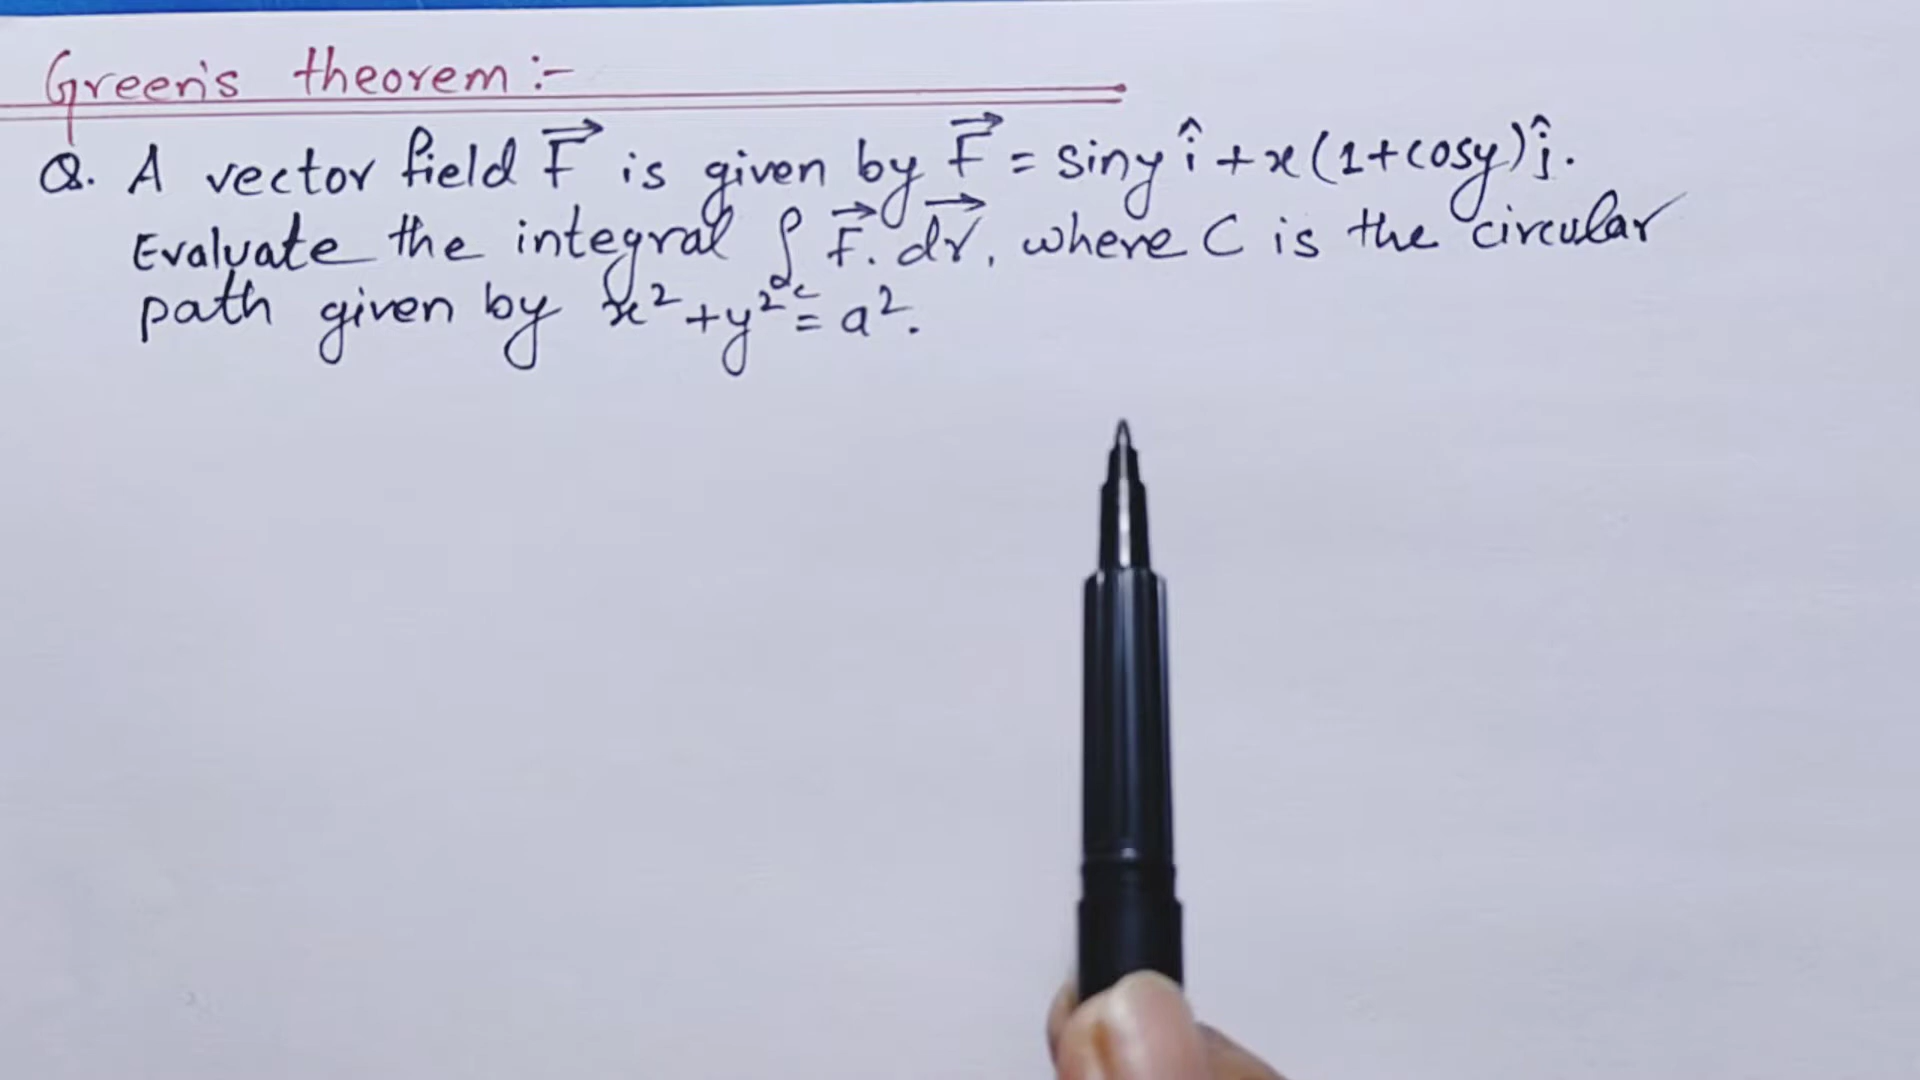 Green's theorem :-
Q. A vector field F⃗ is given by F⃗ = siny î + x(1+cosy) ĵ.
Evaluate the integral ∫c F⃗. dr⃗, where C is the circular
path given by x² + y² = a².